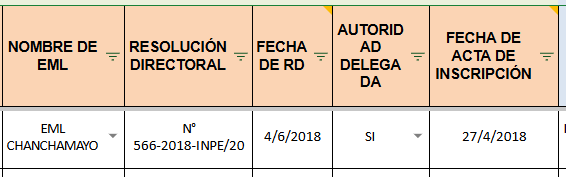 NOMBRE DE
EML
RESOLUCIÓN
DIRECTORAL
FECHA
DE RD
AUTORID
AD
DELEGA
DA
FECHA DE
ACTA DE
INSCRIPCIÓN
EML
CHANCHAMAYO
N°
566-2018-INPE/20
4/6/2018
SI
27/4/2018